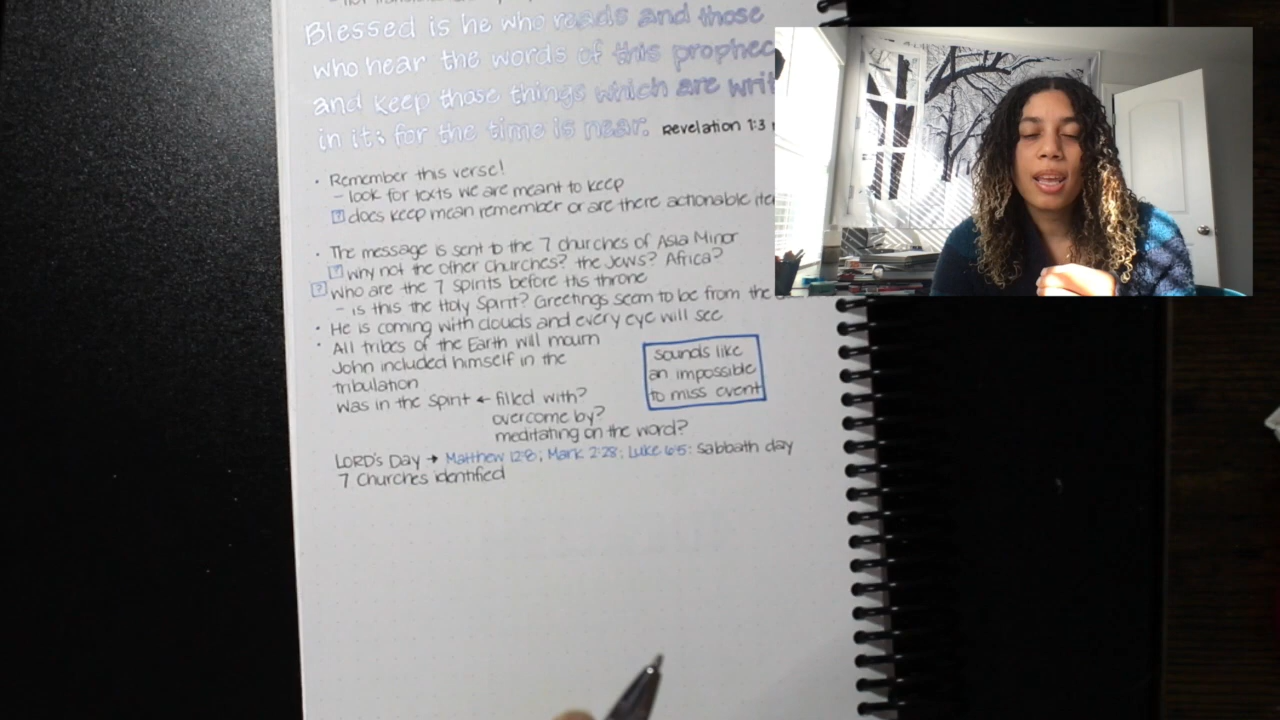 Blessed is he who reads and those
who hear the words of this prophec
and keep those things which are writ
in it; for the time is near. Revelation 1:3
• Remember this verse!
- look for texts we are meant to keep
? does keep mean remember or are there actionable ite
• The message is sent to the 7 churches of Asia Minor
? why not the other churches? the Jews? Africa?
? Who are the 7 spirits before His throne
- is this the Holy Spirit? Greetings seem to be from the
• He is coming with clouds and every eye will see
• All tribes of the Earth will mourn
John included himself in the
tribulation
was in the spirit ← filled with?
overcome by?
meditating on the word?
sounds like
an impossible
to miss event
LORD's Day → Matthew 12:8; Mark 2:28; Luke 6:5: Sabbath day
7 Churches identified